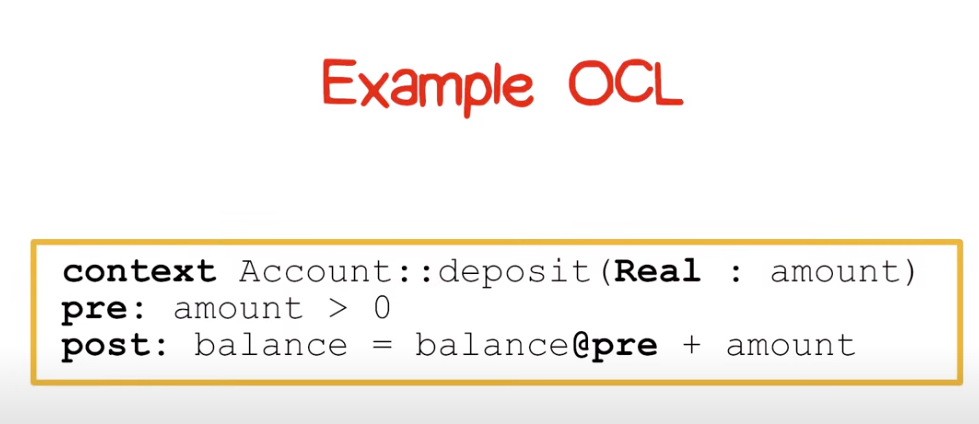 Example OCL
context Account::deposit(Real : amount)
pre: amount > 0
post: balance = balance@pre + amount